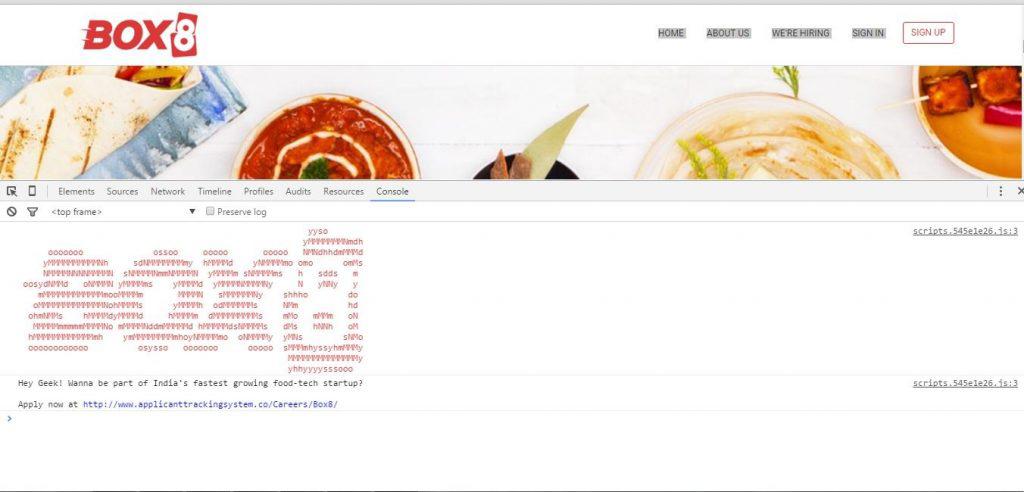 BOX8
HOME ABOUT US WE'RE HIRING SIGN IN SIGN UP
Elements Sources Network Timeline Profiles Audits Resources Console
<top frame> Preserve log
scripts.545e1e26.js:3
Hey Geek! Wanna be part of India's fastest growing food-tech startup? scripts.545e1e26.js:3
Apply now at http://www.applicanttrackingsystem.co/Careers/Box8/